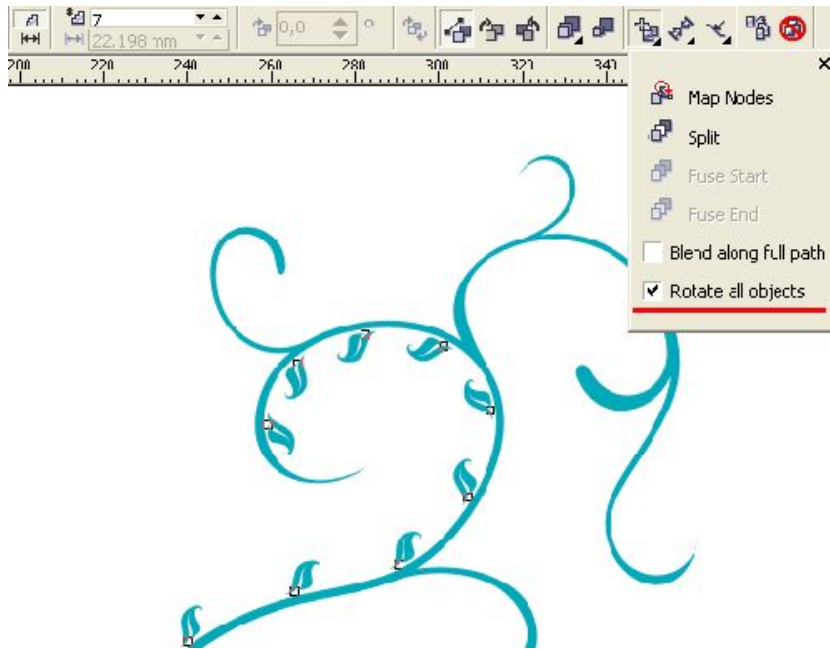 7
22.198 mm
0,0 °
200 220 240 260 280 300 321 341
Map Nodes
Split
Fuse Start
Fuse End
Blend along full path
Rotate all objects